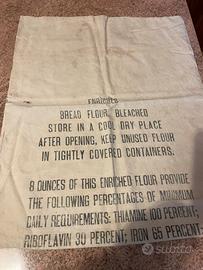 ENRICHED
BREAD FLOUR, BLEACHED
STORE IN A COOL DRY PLACE
AFTER OPENING, KEEP UNUSED FLOUR
IN TIGHTLY COVERED CONTAINERS.
8 OUNCES OF THIS ENRICHED FLOUR PROVIDE
THE FOLLOWING PERCENTAGES OF MINIMUM
DAILY REQUIREMENTS: THIAMINE 100 PERCENT;
RIBOFLAVIN 30 PERCENT; IRON 65 PERCENT;
subito